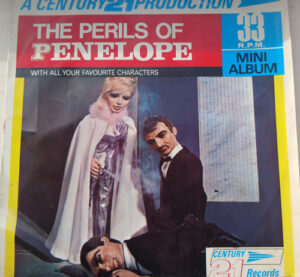 A CENTURY 21 PRODUCTION
THE PERILS OF
PENELOPE
WITH ALL YOUR FAVOURITE CHARACTERS
33
R.P.M.
MINI
ALBUM
CENTURY
21
Records